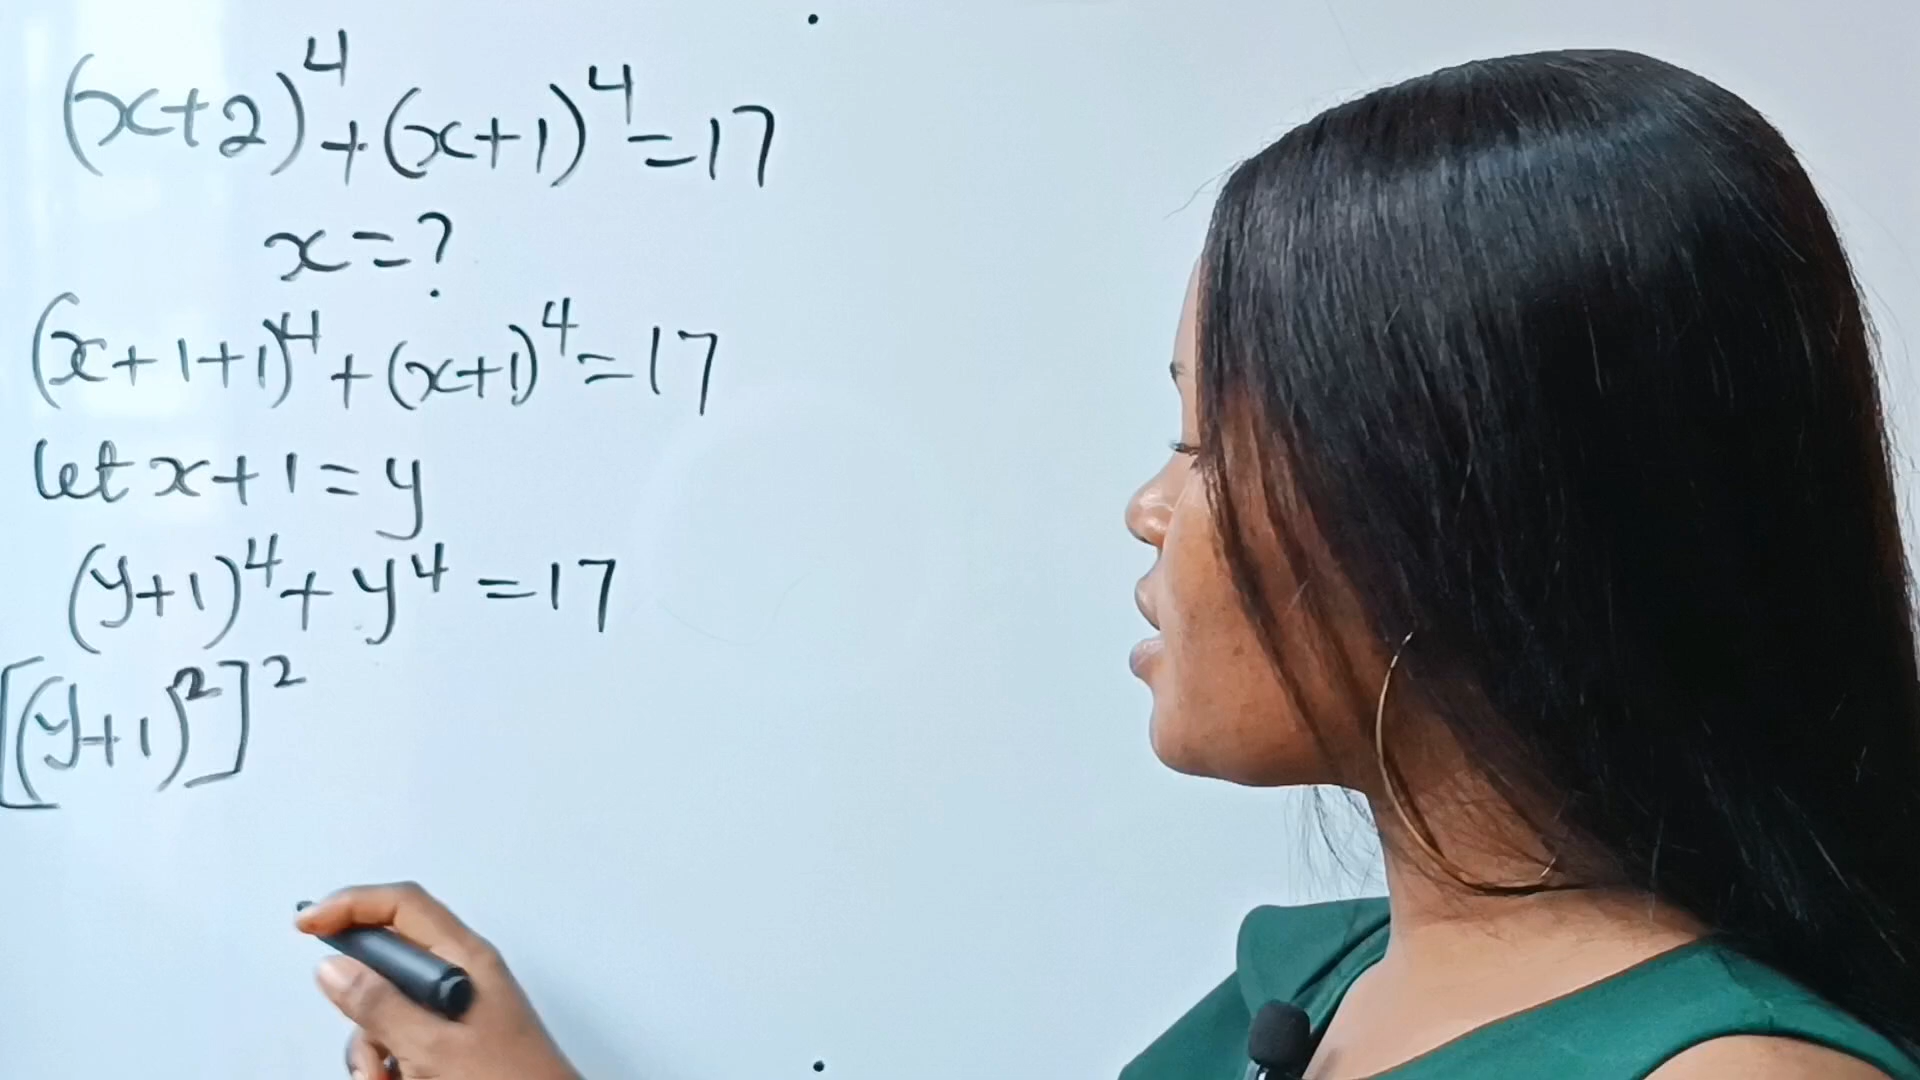 (x+2)⁴+(x+1)⁴=17
x=?
(x+1+1)⁴+(x+1)⁴=17
let x+1=y
(y+1)⁴+y⁴=17
[(y+1)²]²